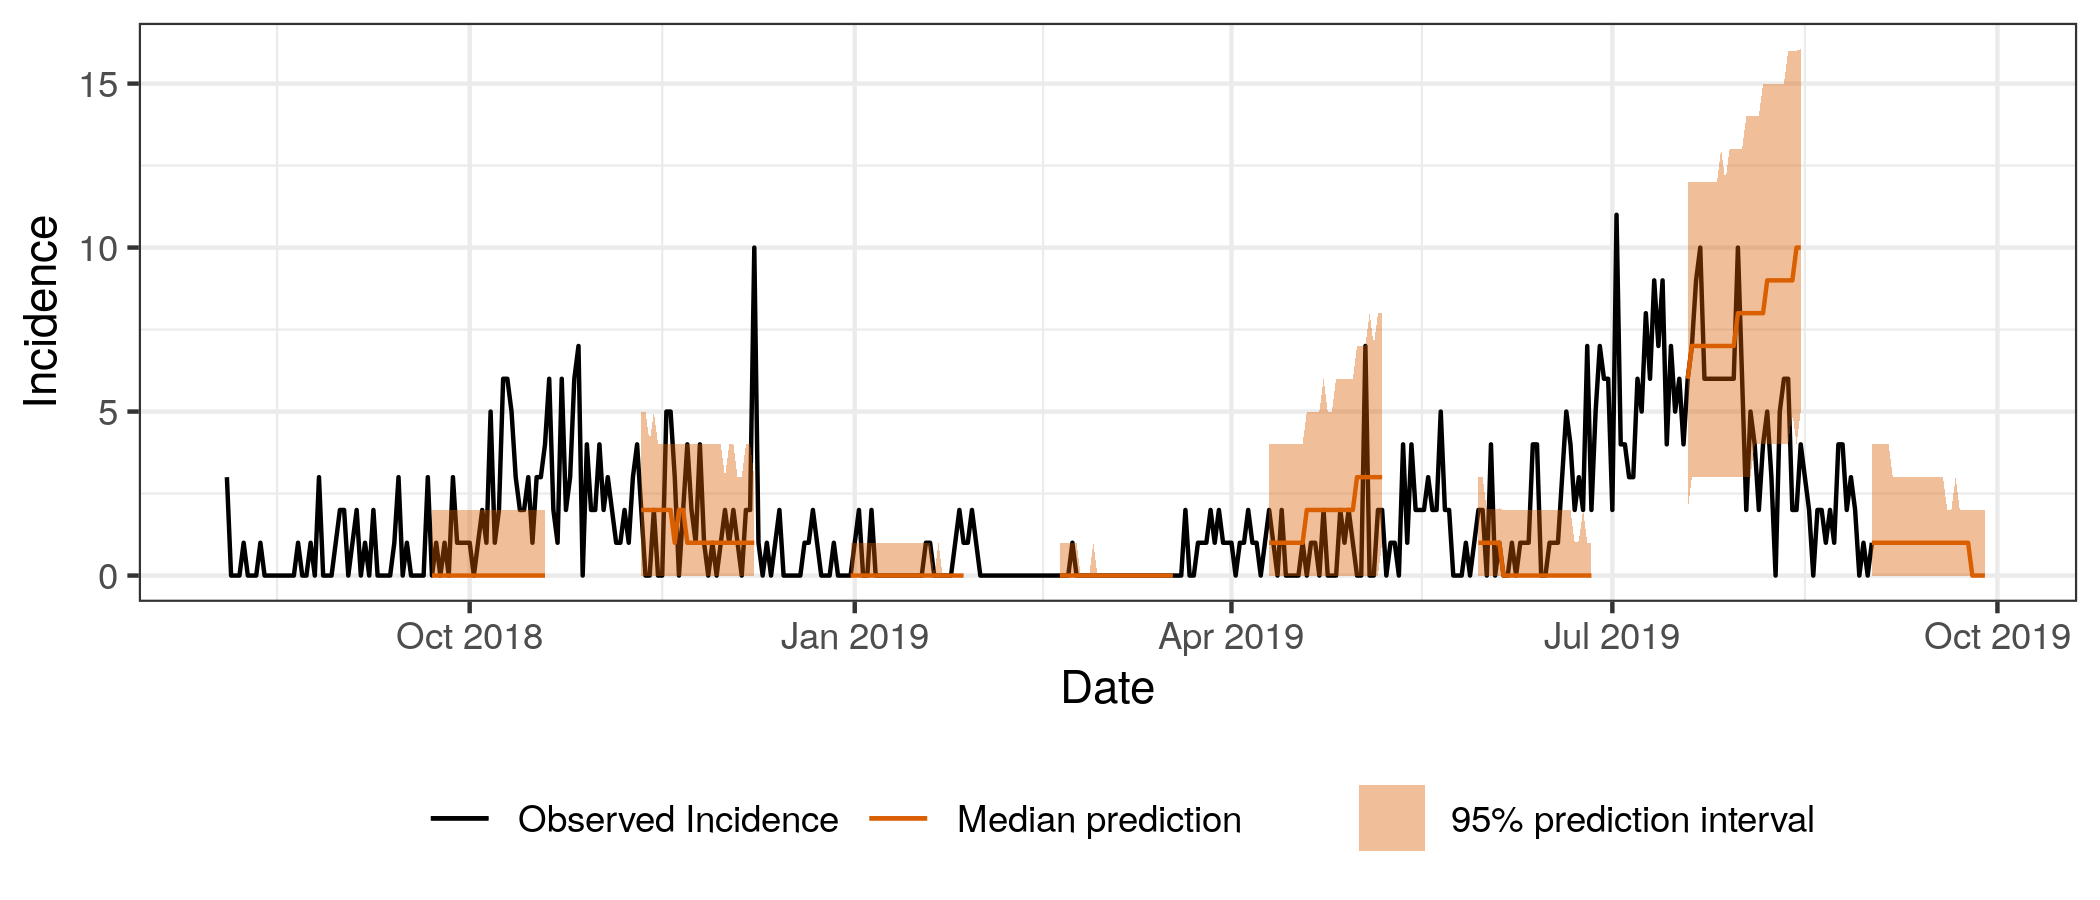 15
10
5
0
Incidence
Oct 2018 Jan 2019 Apr 2019 Jul 2019 Oct 2019
Date
Observed Incidence Median prediction 95% prediction interval